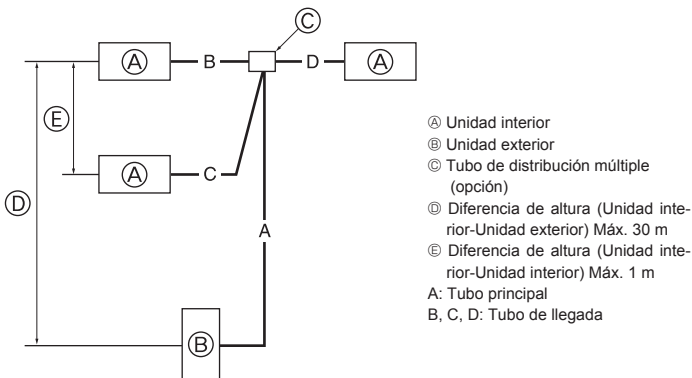 Ⓒ
Ⓐ B D Ⓐ
Ⓔ
Ⓐ C
Ⓓ
A
Ⓑ
Ⓐ Unidad interior
Ⓑ Unidad exterior
Ⓒ Tubo de distribución múltiple
(opción)
Ⓓ Diferencia de altura (Unidad inte-
rior-Unidad exterior) Máx. 30 m
Ⓔ Diferencia de altura (Unidad inte-
rior-Unidad interior) Máx. 1 m
A: Tubo principal
B, C, D: Tubo de llegada